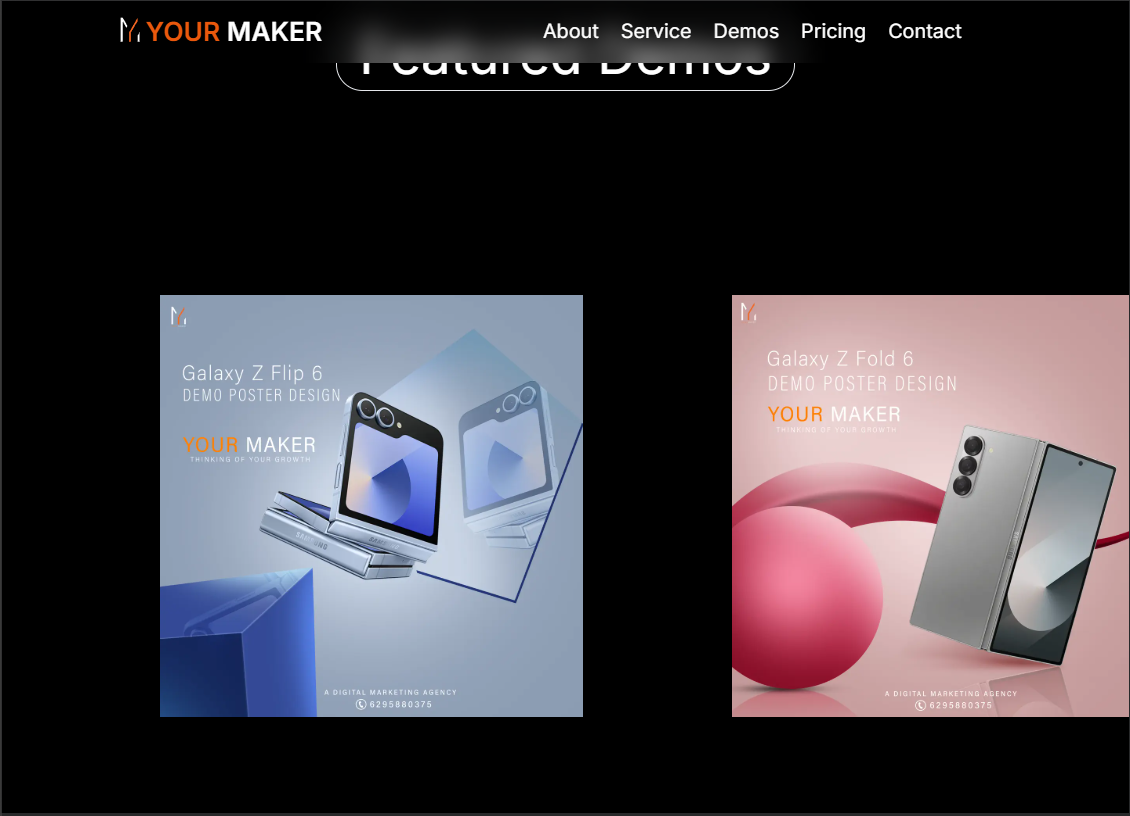 YOUR MAKER
About Service Demos Pricing Contact
Featured Demos
Galaxy Z Flip 6
DEMO POSTER DESIGN
YOUR MAKER
THINKING OF YOUR GROWTH
SAMSUNG
A DIGITAL MARKETING AGENCY
6295880375
Galaxy Z Fold 6
DEMO POSTER DESIGN
YOUR MAKER
THINKING OF YOUR GROWTH
A DIGITAL MARKETING AGENCY
6295880375